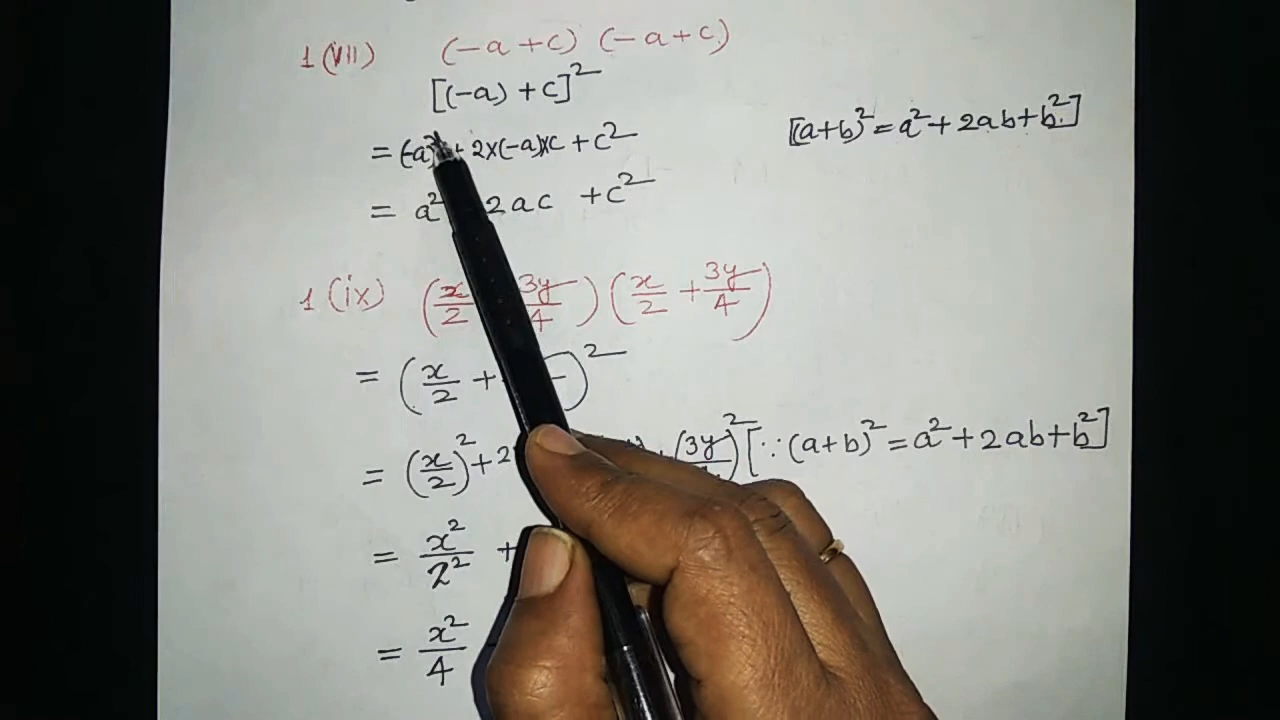 1(VII) (-a+c) (-a+c)
[(-a)+c]²
= (-a)² + 2×(-a)×c + c² [(a+b)²=a²+2ab+b²]
= a² 2ac +c²
1(ix) (x/2 3y/4) (x/2 + 3y/4)
= (x/2 + )²
= (x/2)² + 2 + (3y)² [∵(a+b)²=a²+2ab+b²]
= x²/2² +
= x²/4